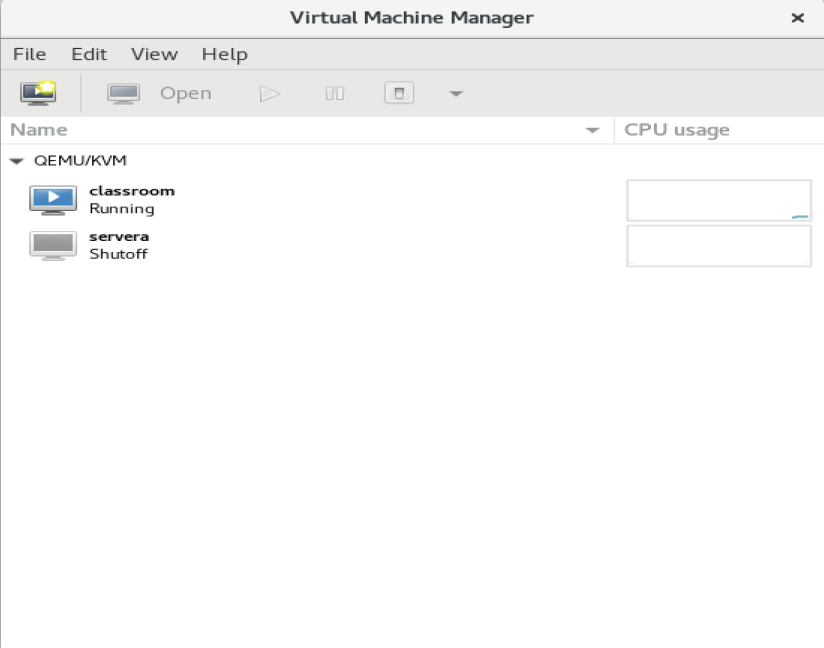 Virtual Machine Manager
File Edit View Help
Open
Name CPU usage
QEMU/KVM
classroom
Running
servera
Shutoff